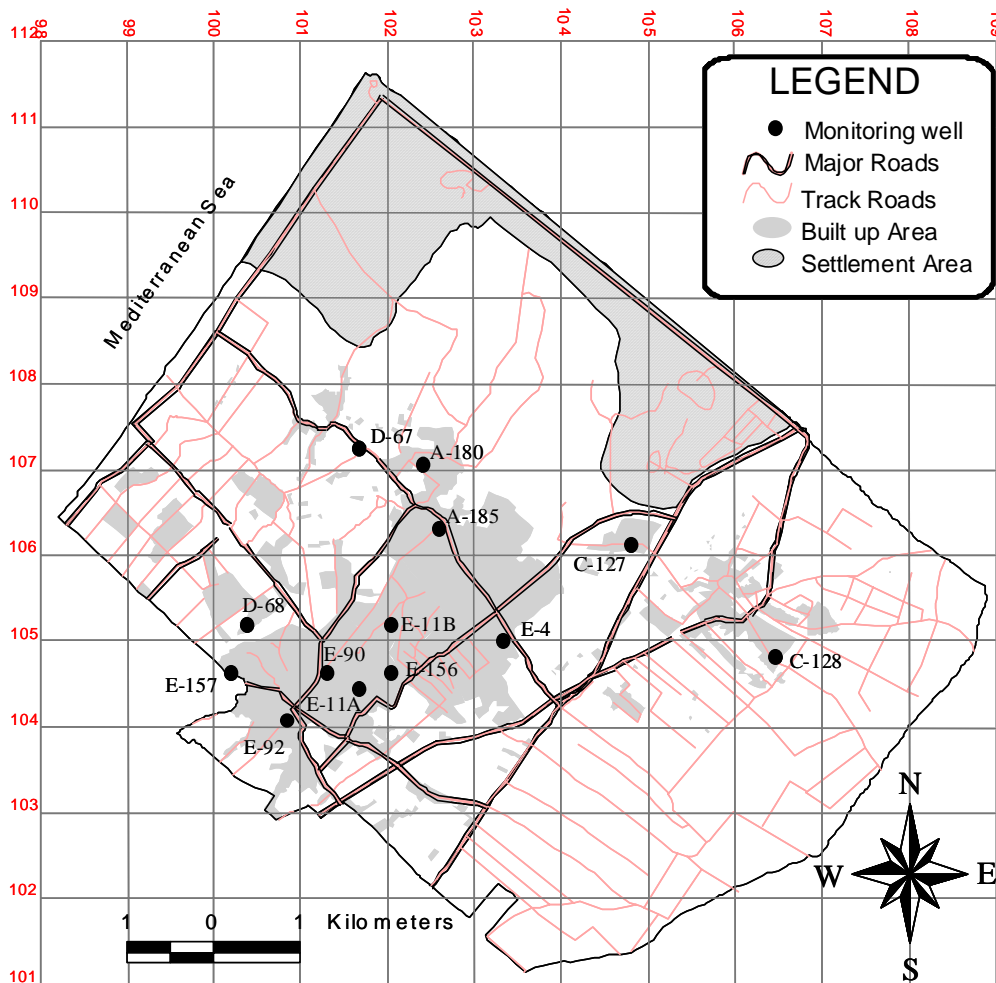 98 99 100 101 102 103 104 105 106 107 108 109
112
111
110
109
108
107
106
105
104
103
102
101
LEGEND
Monitoring well
Major Roads
Track Roads
Built up Area
Settlement Area
Mediterranean Sea
D-67
A-180
A-185
C-127
D-68
E-11B
E-4
E-90
E-156
C-128
E-157
E-11A
E-92
N
W E
S
1 0 1 Kilometers